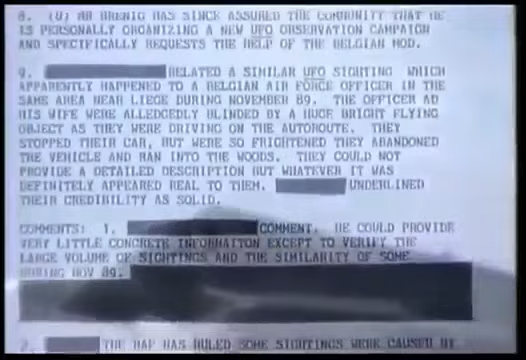 8. (U) MR BRENIG HAS SINCE ASSURED THE COMMUNITY THAT HE
IS PERSONALLY ORGANIZING A NEW UFO OBSERVATION CAMPAIGN
AND SPECIFICALLY REQUESTS THE HELP OF THE BELGIAN MOD.
9. RELATED A SIMILAR UFO SIGHTING WHICH
APPARENTLY HAPPENED TO A BELGIAN AIR FORCE OFFICER IN THE
SAME AREA NEAR LIEGE DURING NOVEMBER 89. THE OFFICER AD
HIS WIFE WERE ALLEDGEDLY BLINDED BY A HUGE BRIGHT FLYING
OBJECT AS THEY WERE DRIVING ON THE AUTOROUTE. THEY
STOPPED THEIR CAR, BUT WERE SO FRIGHTENED THEY ABANDONED
THE VEHICLE AND RAN INTO THE WOODS. THEY COULD NOT
PROVIDE A DETAILED DESCRIPTION BUT WHATEVER IT WAS
DEFINITELY APPEARED REAL TO THEM. UNDERLINED
THEIR CREDIBILITY AS SOLID.
COMMENTS: 1. COMMENT. HE COULD PROVIDE
VERY LITTLE CONCRETE INFORMAITON EXCEPT TO VERIFY THE
LARGE VOLUME OF SIGHTINGS AND THE SIMILARITY OF SOME
DURING NOV 89.
2. THE BAF HAS RULED SOME SIGHTINGS WERE CAUSED BY